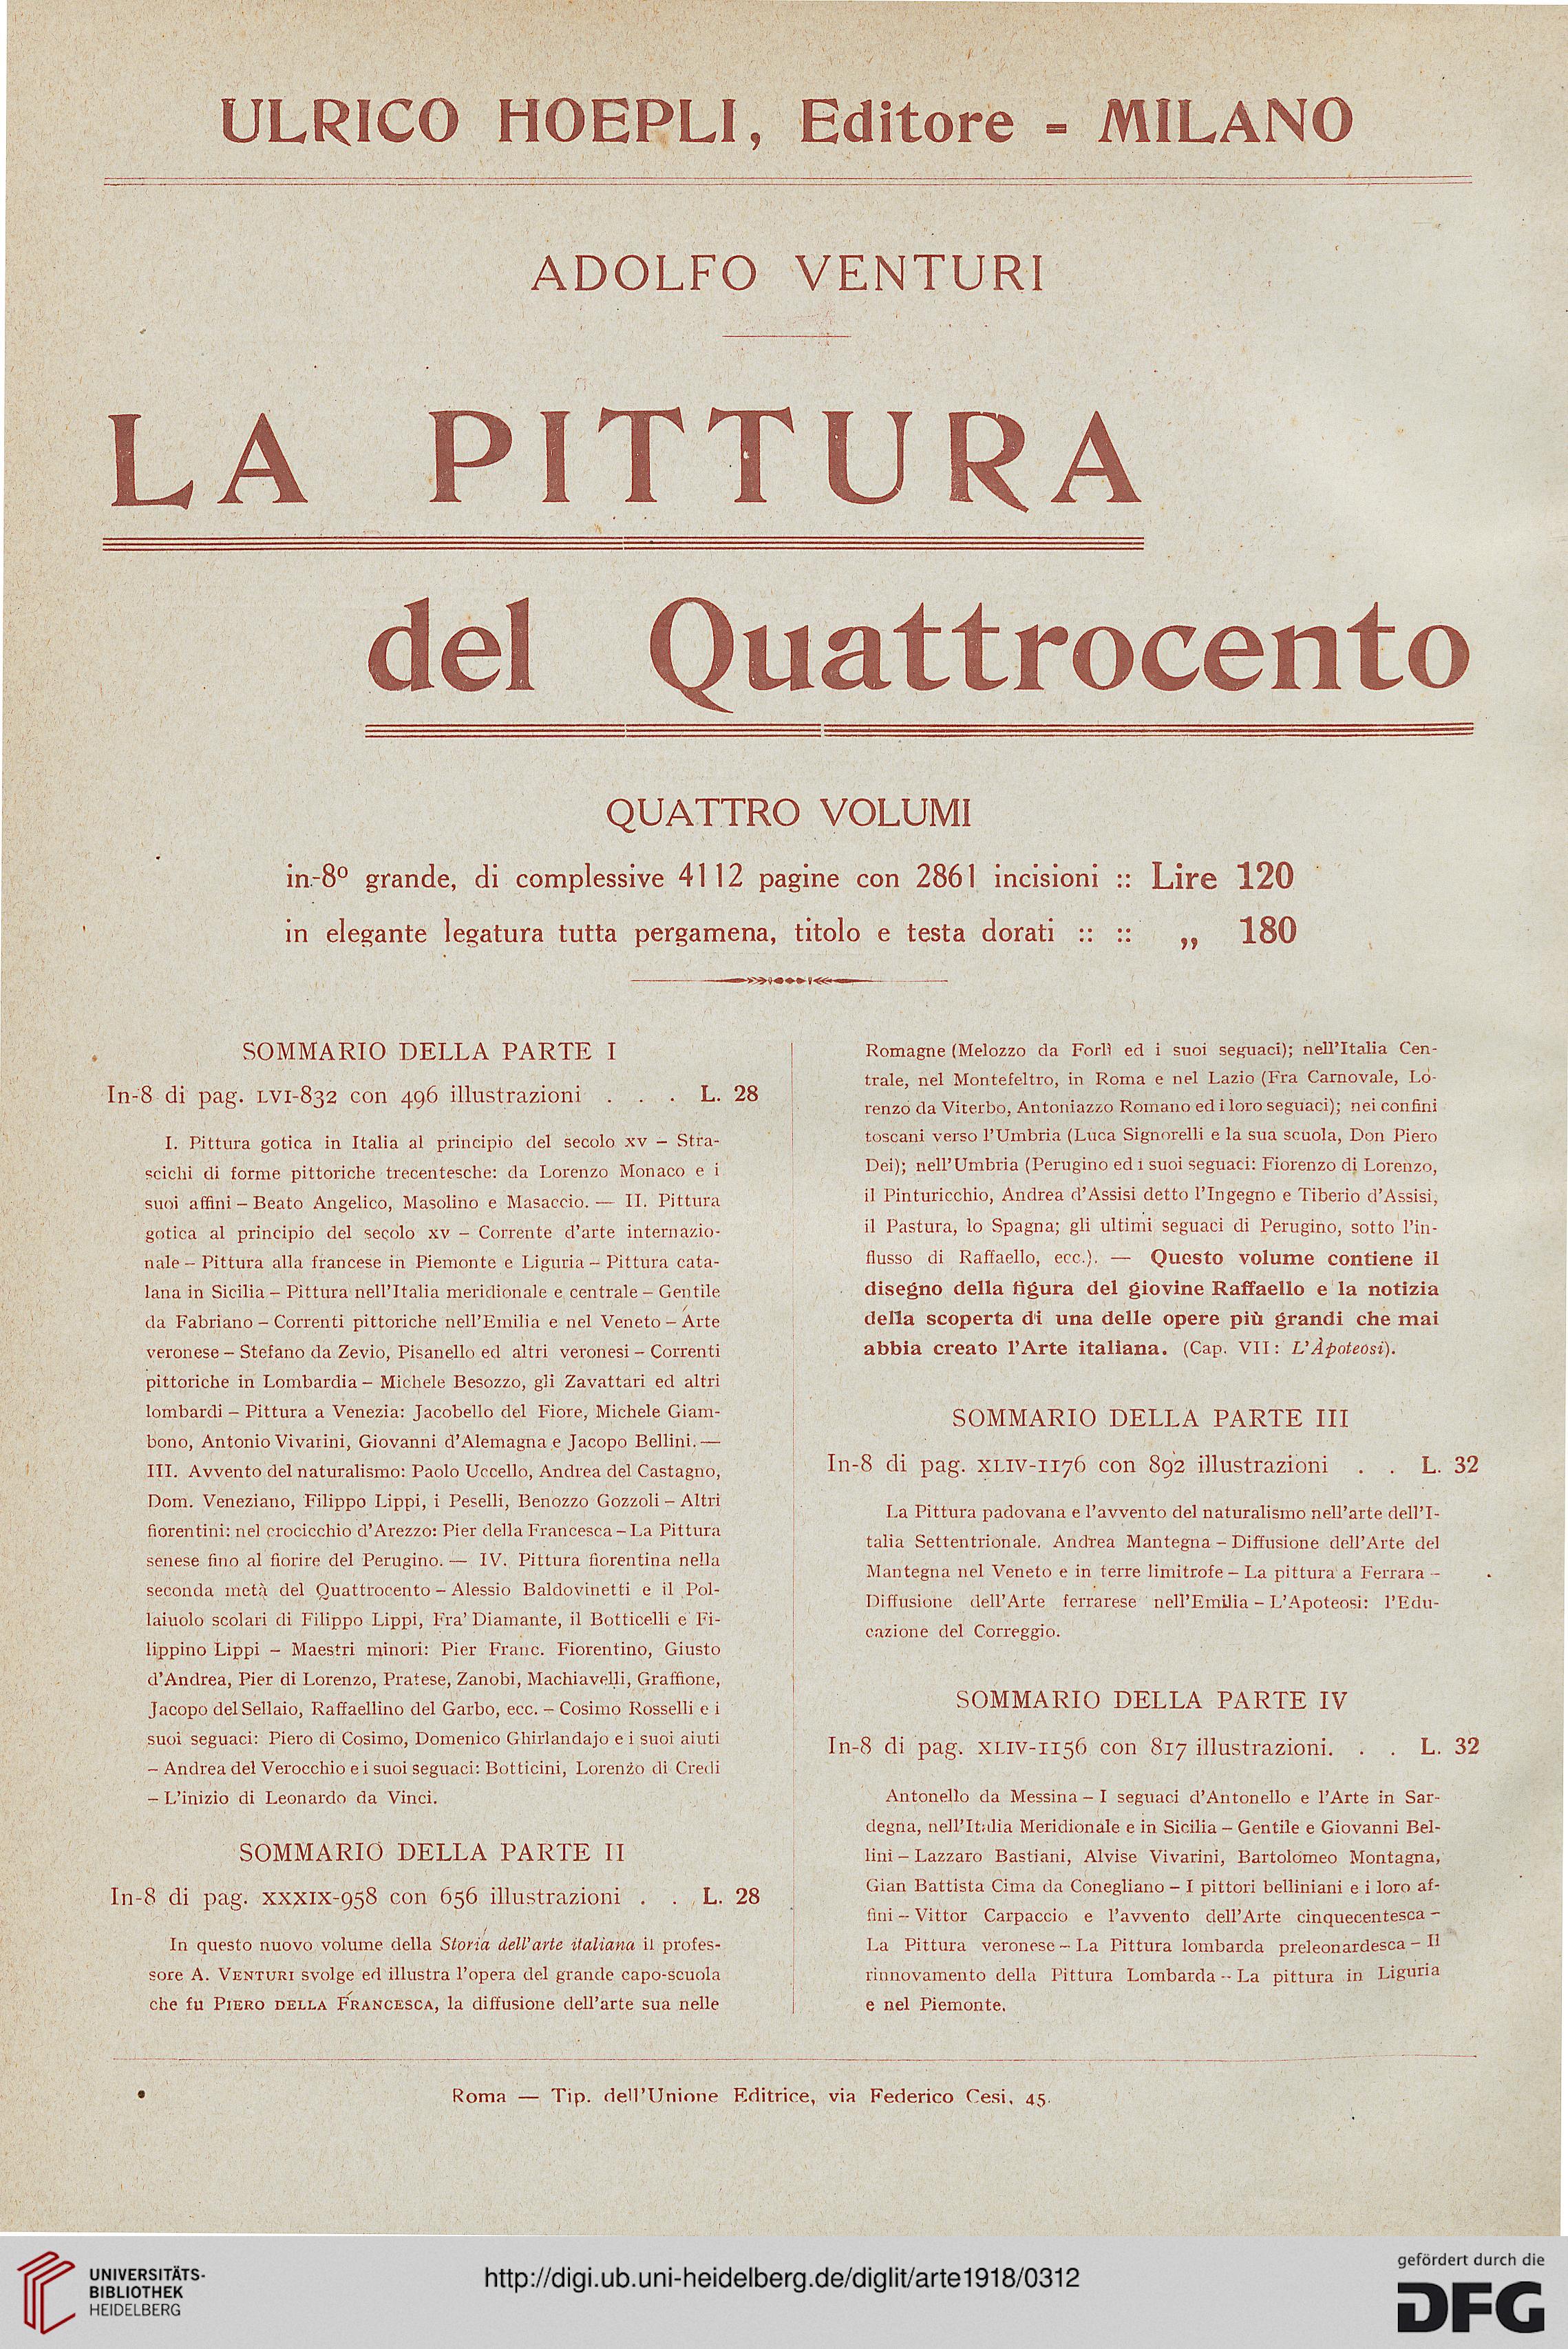 ULRICO HOEPLI, Editore - MILANO
ADOLFO VENTURI
LA PITTURA
del Quattrocento
QUATTRO VOLUMI
in-8º grande, di complessive 4112 pagine con 2861 incisioni :: Lire 120
in elegante legatura tutta pergamena, titolo e testa dorati :: :: „ 180
SOMMARIO DELLA PARTE I
In-8 di pag. LVI-832 con 496 illustrazioni . . . L. 28
I. Pittura gotica in Italia al principio del secolo XV – Stra-
scichi di forme pittoriche trecentesche: da Lorenzo Monaco e i
suoi affini – Beato Angelico, Masolino e Masaccio. — II. Pittura
gotica al principio del secolo XV – Corrente d'arte internazio-
nale – Pittura alla francese in Piemonte e Liguria – Pittura cata-
lana in Sicilia – Pittura nell'Italia meridionale e centrale – Gentile
da Fabriano – Correnti pittoriche nell'Emilia e nel Veneto – Arte
veronese – Stefano da Zevio, Pisanello ed altri veronesi – Correnti
pittoriche in Lombardia – Michele Besozzo, gli Zavattari ed altri
lombardi – Pittura a Venezia: Jacobello del Fiore, Michele Giam-
bono, Antonio Vivarini, Giovanni d'Alemagna e Jacopo Bellini. —
III. Avvento del naturalismo: Paolo Uccello, Andrea del Castagno,
Dom. Veneziano, Filippo Lippi, i Peselli, Benozzo Gozzoli – Altri
fiorentini: nel crocicchio d'Arezzo: Pier della Francesca – La Pittura
senese fino al fiorire del Perugino. — IV. Pittura fiorentina nella
seconda metà del Quattrocento – Alessio Baldovinetti e il Pol-
laiuolo scolari di Filippo Lippi, Fra' Diamante, il Botticelli e Fi-
lippino Lippi – Maestri minori: Pier Franc. Fiorentino, Giusto
d'Andrea, Pier di Lorenzo, Pratese, Zanobi, Machiavelli, Graffione,
Jacopo del Sellaio, Raffaellino del Garbo, ecc. – Cosimo Rosselli e i
suoi seguaci: Piero di Cosimo, Domenico Ghirlandajo e i suoi aiuti
– Andrea del Verocchio e i suoi seguaci: Botticini, Lorenzo di Credi
– L'inizio di Leonardo da Vinci.
SOMMARIO DELLA PARTE II
In-8 di pag. XXXIX-958 con 656 illustrazioni . . L. 28
In questo nuovo volume della Storia dell'arte italiana il profes-
sore A. VENTURI svolge ed illustra l'opera del grande capo-scuola
che fu PIERO DELLA FRANCESCA, la diffusione dell'arte sua nelle
Romagne (Melozzo da Forlì ed i suoi seguaci); nell'Italia Cen-
trale, nel Montefeltro, in Roma e nel Lazio (Fra Carnovale, Lo-
renzo da Viterbo, Antoniazzo Romano ed i loro seguaci); nei confini
toscani verso l'Umbria (Luca Signorelli e la sua scuola, Don Piero
Dei); nell'Umbria (Perugino ed i suoi seguaci: Fiorenzo di Lorenzo,
il Pinturicchio, Andrea d'Assisi detto l'Ingegno e Tiberio d'Assisi,
il Pastura, lo Spagna; gli ultimi seguaci di Perugino, sotto l'in-
flusso di Raffaello, ecc.). — Questo volume contiene il
disegno della figura del giovine Raffaello e la notizia
della scoperta di una delle opere più grandi che mai
abbia creato l'Arte italiana. (Cap. VII: L'Apoteosi).
SOMMARIO DELLA PARTE III
In-8 di pag. XLIV-1176 con 892 illustrazioni . . L. 32
La Pittura padovana e l'avvento del naturalismo nell'arte dell'I-
talia Settentrionale. Andrea Mantegna – Diffusione dell'Arte del
Mantegna nel Veneto e in terre limitrofe – La pittura a Ferrara –
Diffusione dell'Arte ferrarese nell'Emilia – L'Apoteosi: l'Edu-
cazione del Correggio.
SOMMARIO DELLA PARTE IV
In-8 di pag. XLIV-1156 con 817 illustrazioni. . . L. 32
Antonello da Messina – I seguaci d'Antonello e l'Arte in Sar-
degna, nell'Italia Meridionale e in Sicilia – Gentile e Giovanni Bel-
lini – Lazzaro Bastiani, Alvise Vivarini, Bartolomeo Montagna,
Gian Battista Cima da Conegliano – I pittori belliniani e i loro af-
fini – Vittor Carpaccio e l'avvento dell'Arte cinquecentesca –
La Pittura veronese – La Pittura lombarda preleonardesca – Il
rinnovamento della Pittura Lombarda – La pittura in Liguria
e nel Piemonte.
Roma — Tip. dell'Unione Editrice, via Federico Cesi, 45.
UNIVERSITÄTS-
BIBLIOTHEK
HEIDELBERG
http://digi.ub.uni-heidelberg.de/diglit/arte1918/0312
gefördert durch die
DFG